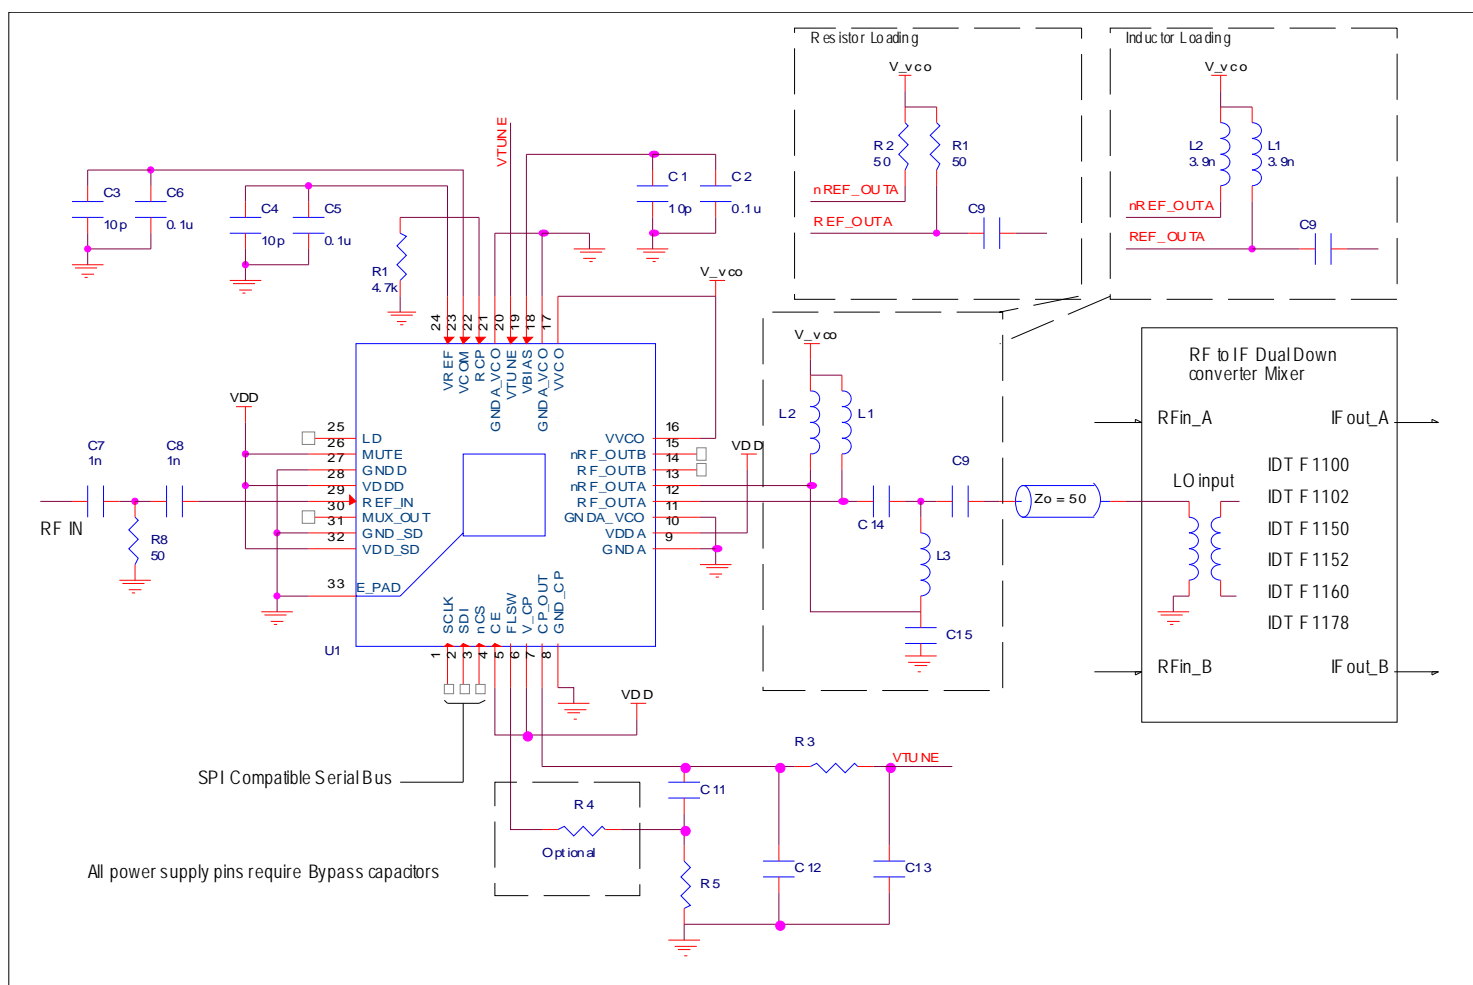 Resistor Loading
V_vco
R2
50
R1
50
nREF_OUTA
REF_OUTA
C9
Inductor Loading
V_vco
L2
3.9n
L1
3.9n
nREF_OUTA
REF_OUTA
C9
VTUNE
C3
10p
C6
0.1u
C4
10p
C5
0.1u
R1
4.7k
C1
10p
C2
0.1u
V_vco
24
23
22
21
20
19
18
17
VREF
VCOM
RCP
GNDA_VCO
VTUNE
VBIAS
GNDA_VCO
VVCO
VDD
C7
1n
C8
1n
RF IN
R8
50
25
26
27
28
29
30
31
32
33
LD
MUTE
GNDD
VDDD
REF_IN
MUX_OUT
GND_SD
VDD_SD
E_PAD
VVCO
nRF_OUTB
RF_OUTB
nRF_OUTA
RF_OUTA
GNDA_VCO
VDDA
GNDA
16
15
14
13
12
11
10
9
VDD
SCLK
SDI
nCS
CE
FLSW
V_CP
CP_OUT
GND_CP
U1
1
2
3
4
5
6
7
8
V_vco
L2
L1
C9
C14
L3
C15
Zo = 50
RF to IF Dual Down
converter Mixer
RFin_A
IFout_A
LO input
IDT F1100
IDT F1102
IDT F1150
IDT F1152
IDT F1160
IDT F1178
RFin_B
IFout_B
VDD
SPI Compatible Serial Bus
R3
VTUNE
C11
R4
Optional
R5
C12
C13
All power supply pins require Bypass capacitors